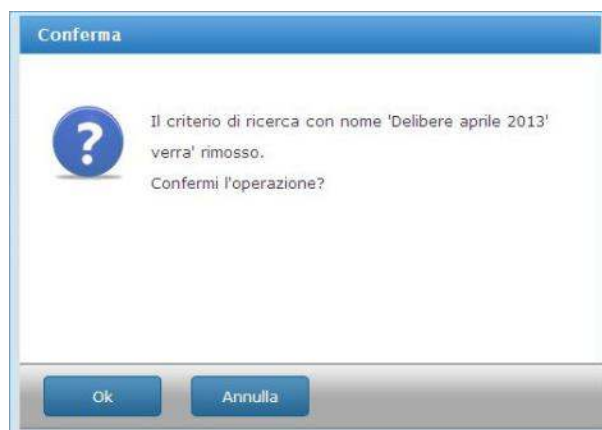 Conferma
Il criterio di ricerca con nome 'Delibere aprile 2013'
verra' rimosso.
Confermi l'operazione?
Ok
Annulla